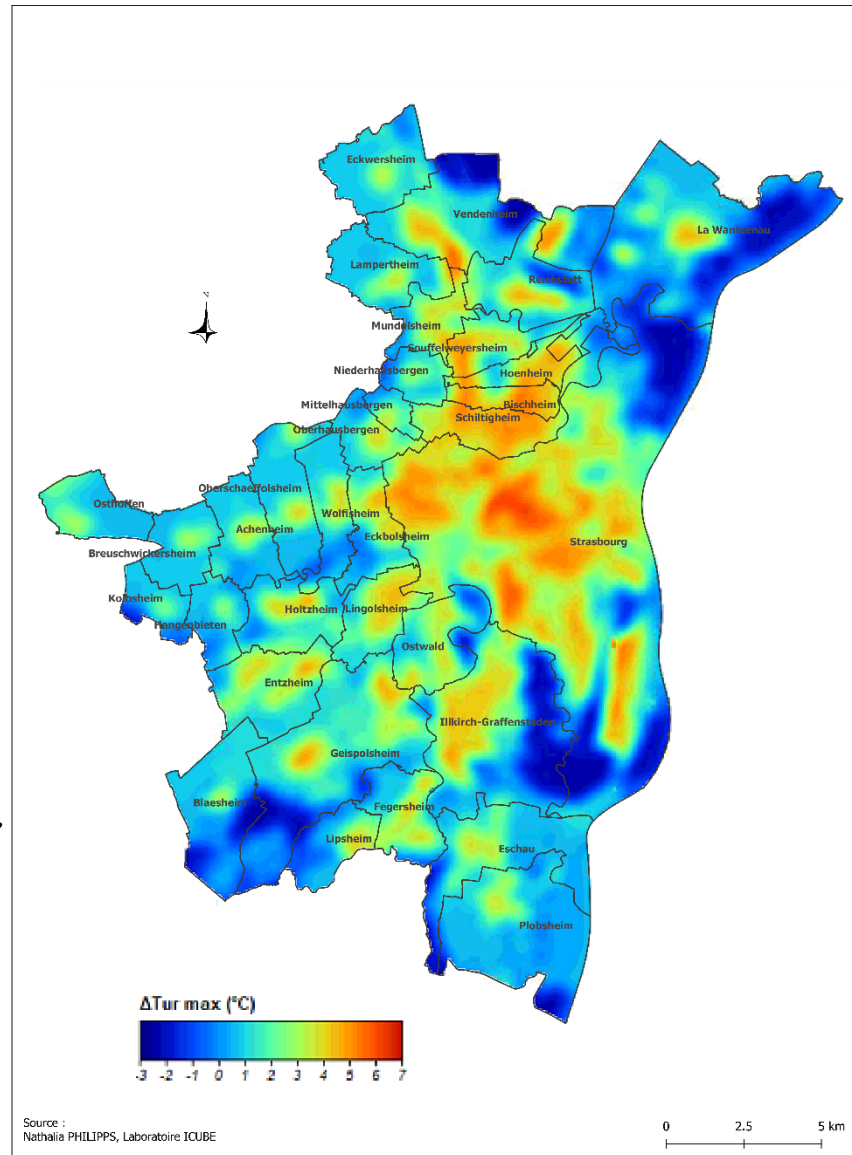 N
Eckwersheim
Vendenheim
La Wantzenau
Lampertheim
Reichstett
Mundolsheim
Souffelweyersheim
Niederhausbergen
Hoenheim
Mittelhausbergen
Bischheim
Schiltigheim
Oberhausbergen
Oberschaeffolsheim
Osthoffen
Wolfisheim
Achenheim
Eckbolsheim
Strasbourg
Breuschwickersheim
Kolbsheim
Holtzheim
Lingolsheim
Hangenbieten
Ostwald
Entzheim
Illkirch-Graffenstaden
Geispolsheim
Blaesheim
Fegersheim
Lipsheim
Eschau
Plobsheim
ΔTur max (°C)
-3 -2 -1 0 1 2 3 4 5 6 7
Source :
Nathalia PHILIPPS, Laboratoire ICUBE
0 2.5 5 km